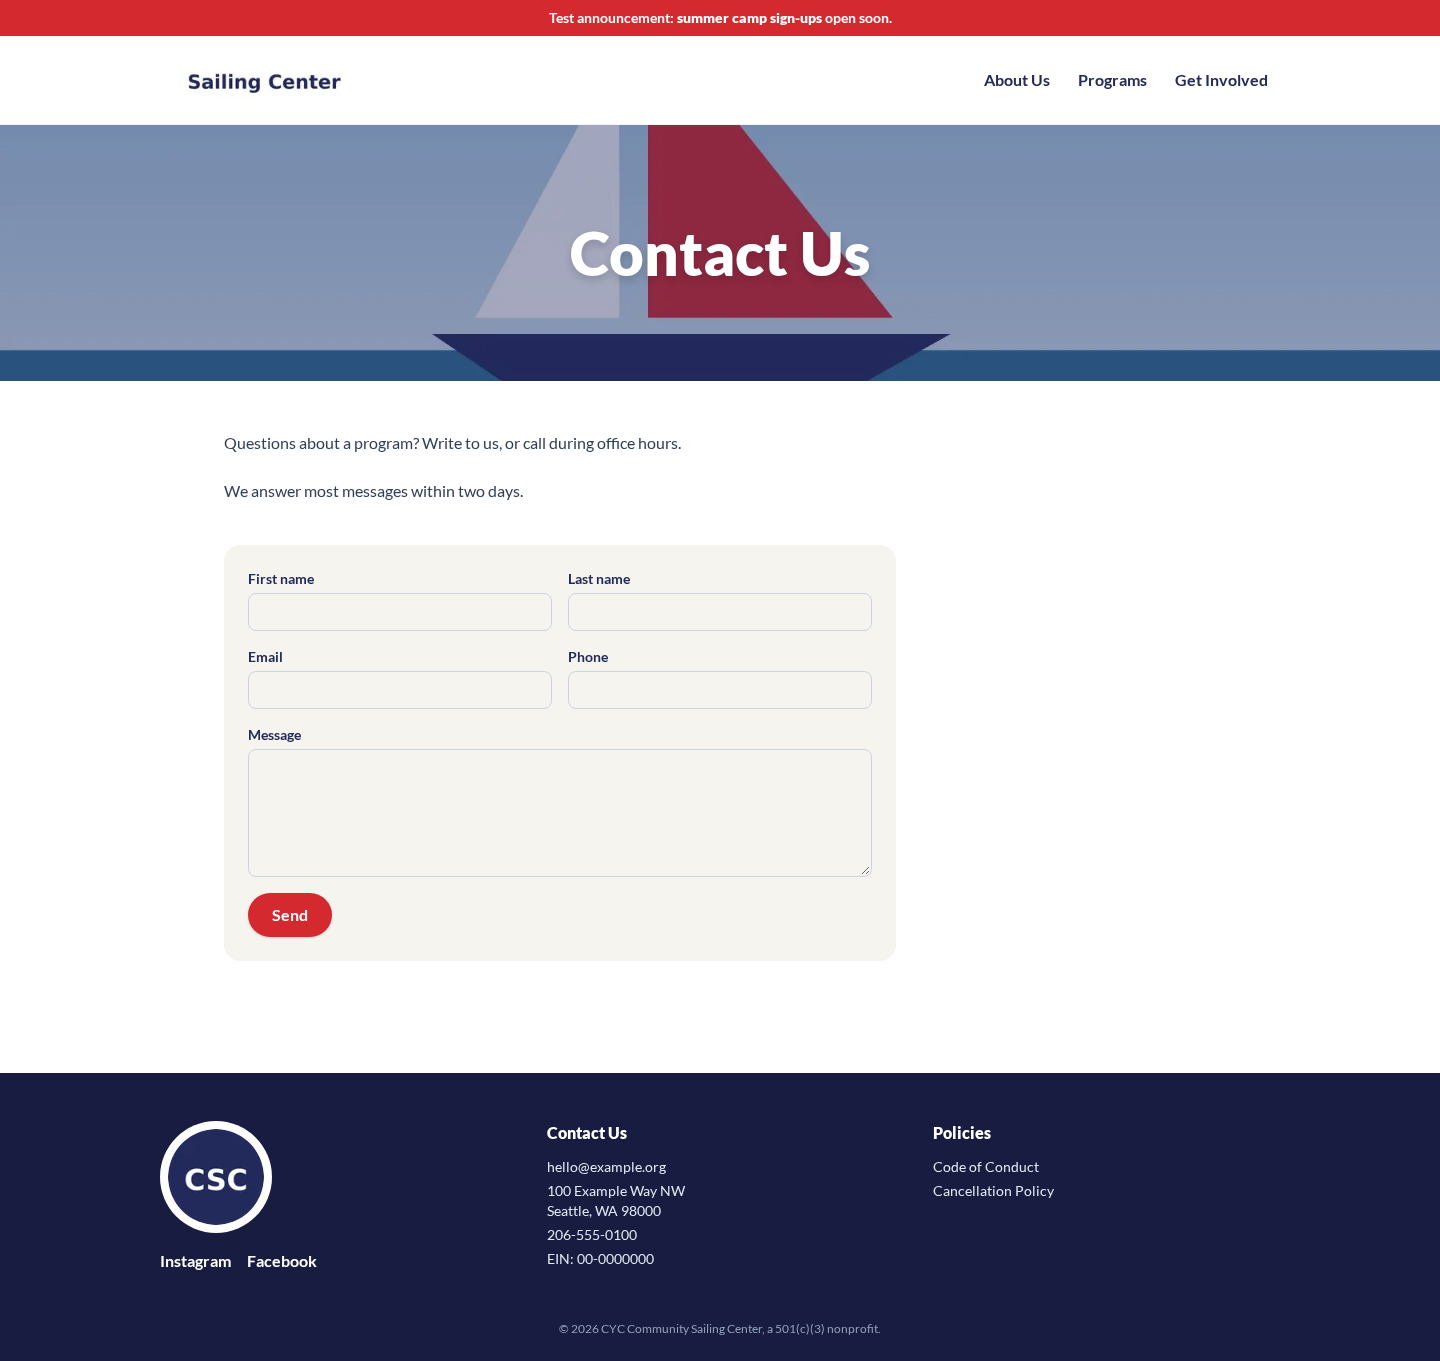 Test announcement: summer camp sign-ups open soon.
Sailing Center
About Us Programs Get Involved
Contact Us
Questions about a program? Write to us, or call during office hours.
We answer most messages within two days.
First name Last name
Email Phone
Message
Send
CSC
Instagram Facebook
Contact Us
hello@example.org
100 Example Way NW
Seattle, WA 98000
206-555-0100
EIN: 00-0000000
Policies
Code of Conduct
Cancellation Policy
© 2026 CYC Community Sailing Center, a 501(c)(3) nonprofit.